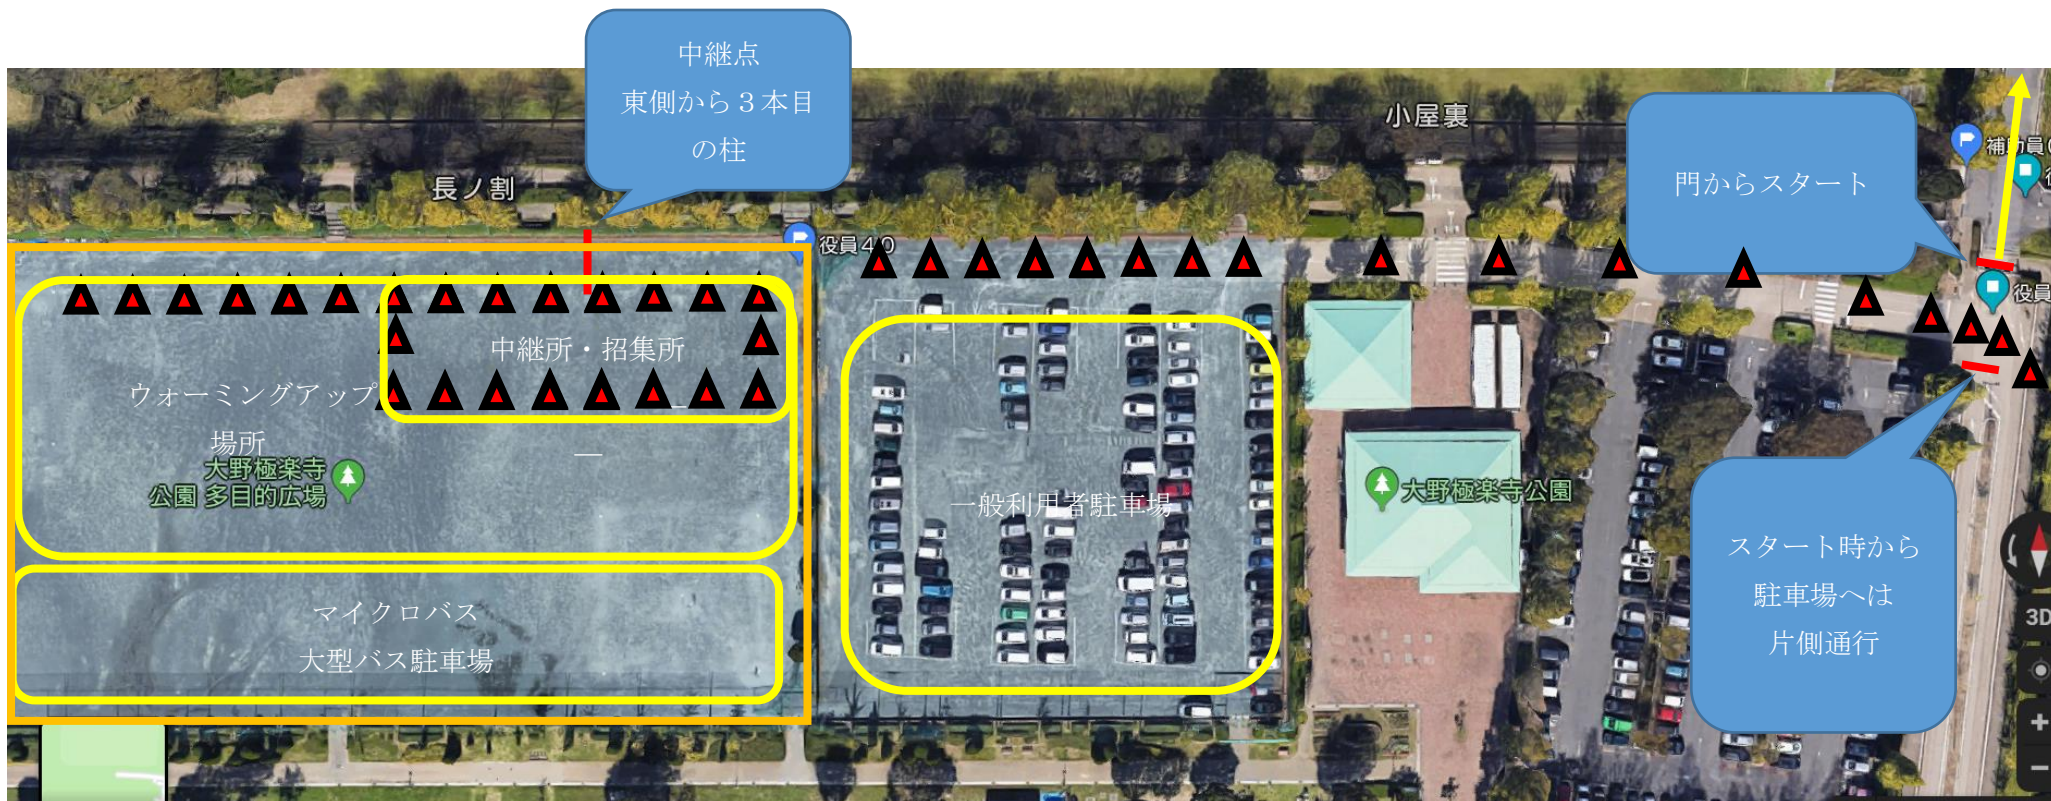 中継点
東側から３本目
の柱
小屋裏
門からスタート
補助員
長ノ割
役員４０
役員
中継所・招集所
ウォーミングアップ
場所
大野極楽寺
公園 多目的広場
一般利用者駐車場
大野極楽寺公園
スタート時から
駐車場へは
片側通行
マイクロバス
大型バス駐車場
3D